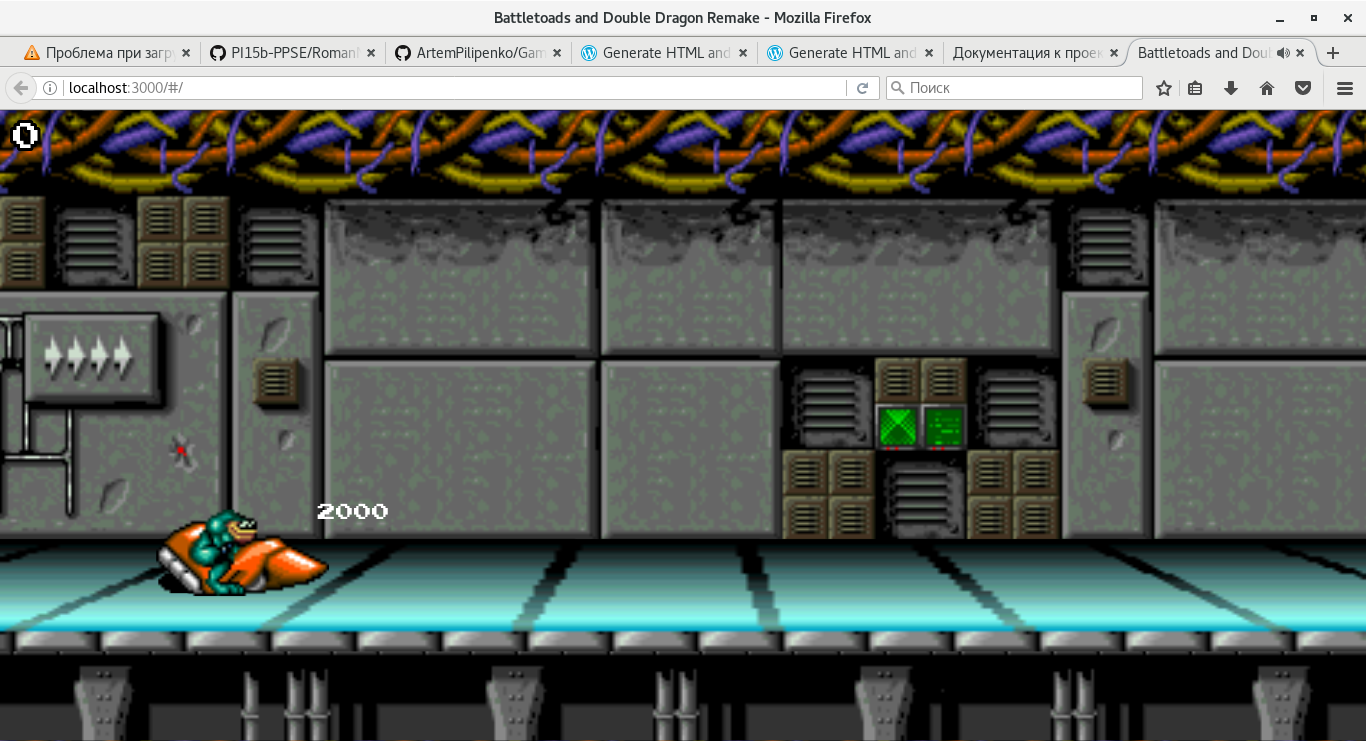 Battletoads and Double Dragon Remake - Mozilla Firefox
Проблема при загру
PI15b-PPSE/Roman
ArtemPilipenko/Gam
Generate HTML and
Generate HTML and
Документация к проек
Battletoads and Dou
localhost:3000/#/
Поиск
0
2000